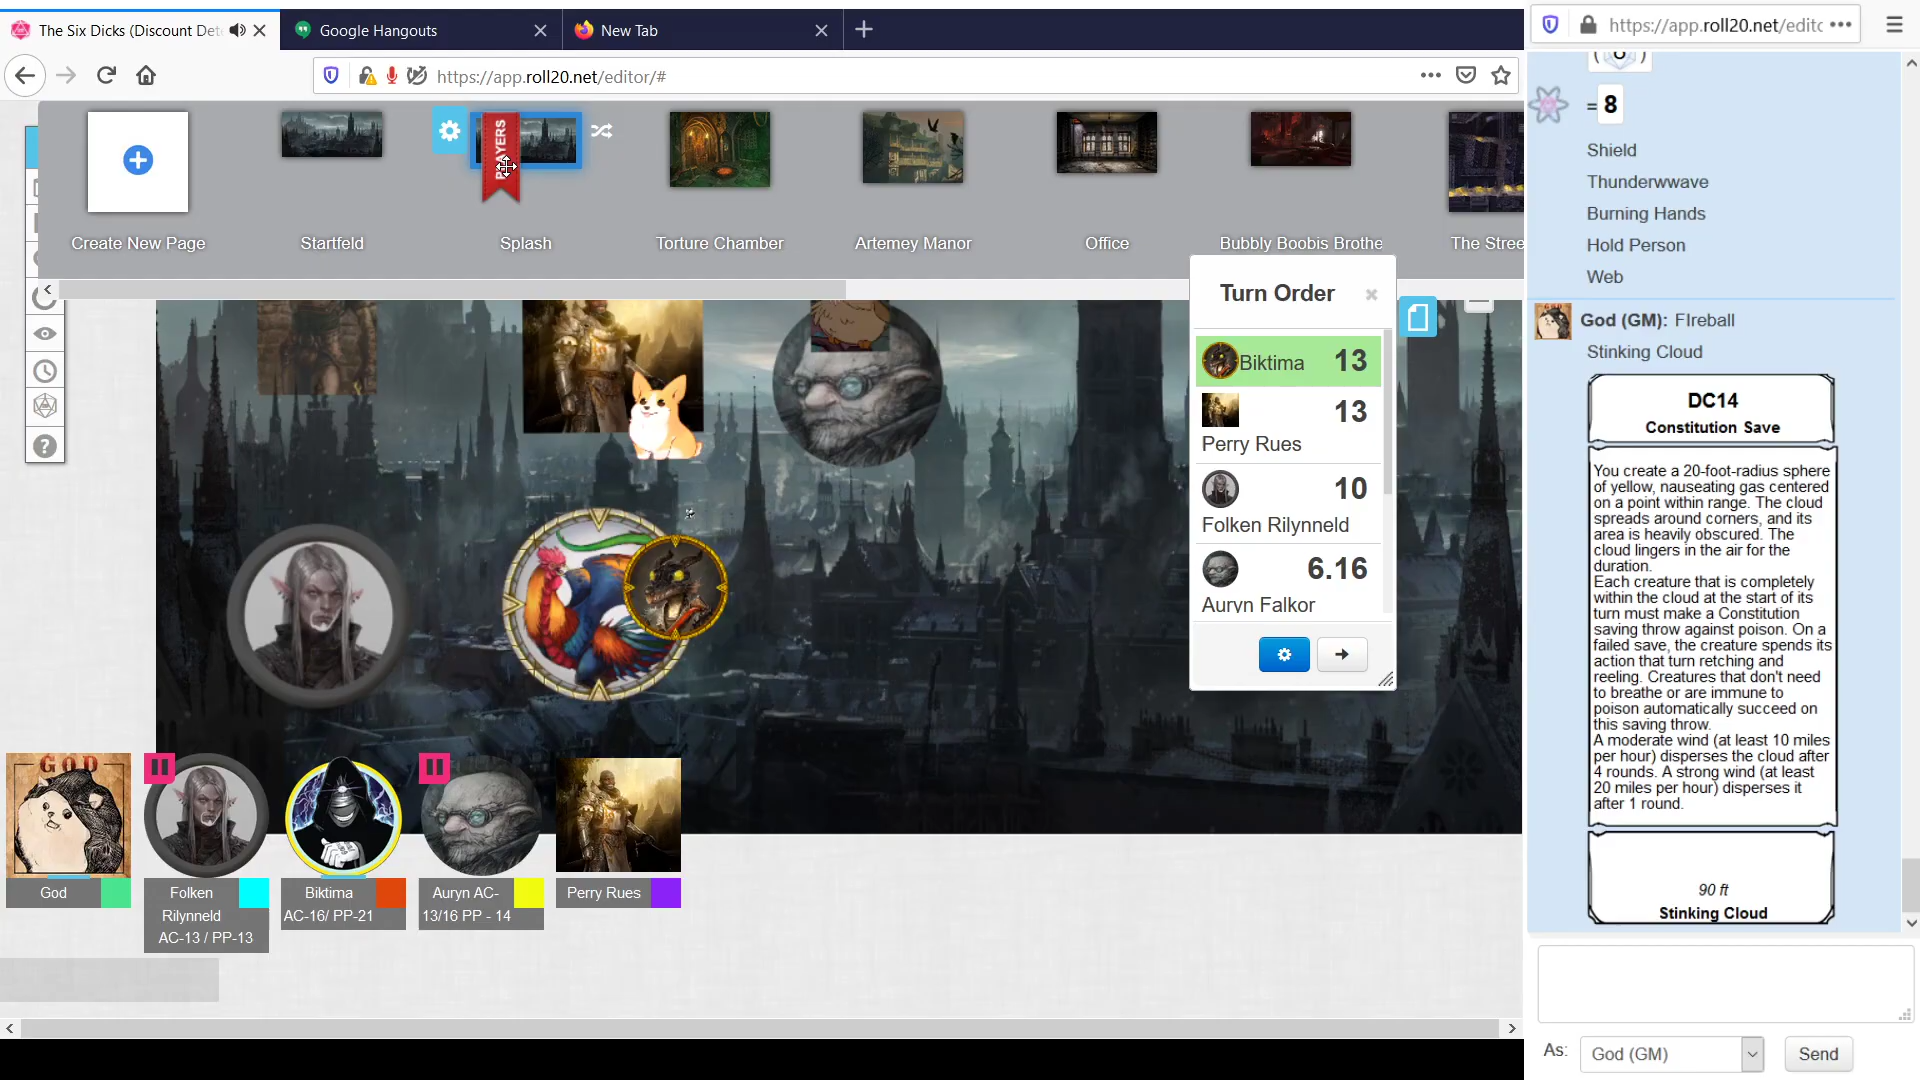 The Six Dicks (Discount Det
Google Hangouts
New Tab
https://app.roll20.net/editor/#
https://app.roll20.net/editc
PLAYERS
Create New Page
Startfeld
Splash
Torture Chamber
Artemey Manor
Office
Bubbly Boobis Brothe
The Stree
Turn Order
Biktima 13
13
Perry Rues
10
Folken Rilynneld
6.16
Auryn Falkor
GOD
God
Folken
Rilynneld
AC-13 / PP-13
Biktima
AC-16/ PP-21
Auryn AC-
13/16 PP - 14
Perry Rues
=8
Shield
Thunderwwave
Burning Hands
Hold Person
Web
God (GM): FIreball
Stinking Cloud
DC14
Constitution Save
You create a 20-foot-radius sphere
of yellow, nauseating gas centered
on a point within range. The cloud
spreads around corners, and its
area is heavily obscured. The
cloud lingers in the air for the
duration.
Each creature that is completely
within the cloud at the start of its
turn must make a Constitution
saving throw against poison. On a
failed save, the creature spends its
action that turn retching and
reeling. Creatures that don't need
to breathe or are immune to
poison automatically succeed on
this saving throw.
A moderate wind (at least 10 miles
per hour) disperses the cloud after
4 rounds. A strong wind (at least
20 miles per hour) disperses it
after 1 round.
90 ft
Stinking Cloud
As:
God (GM)
Send